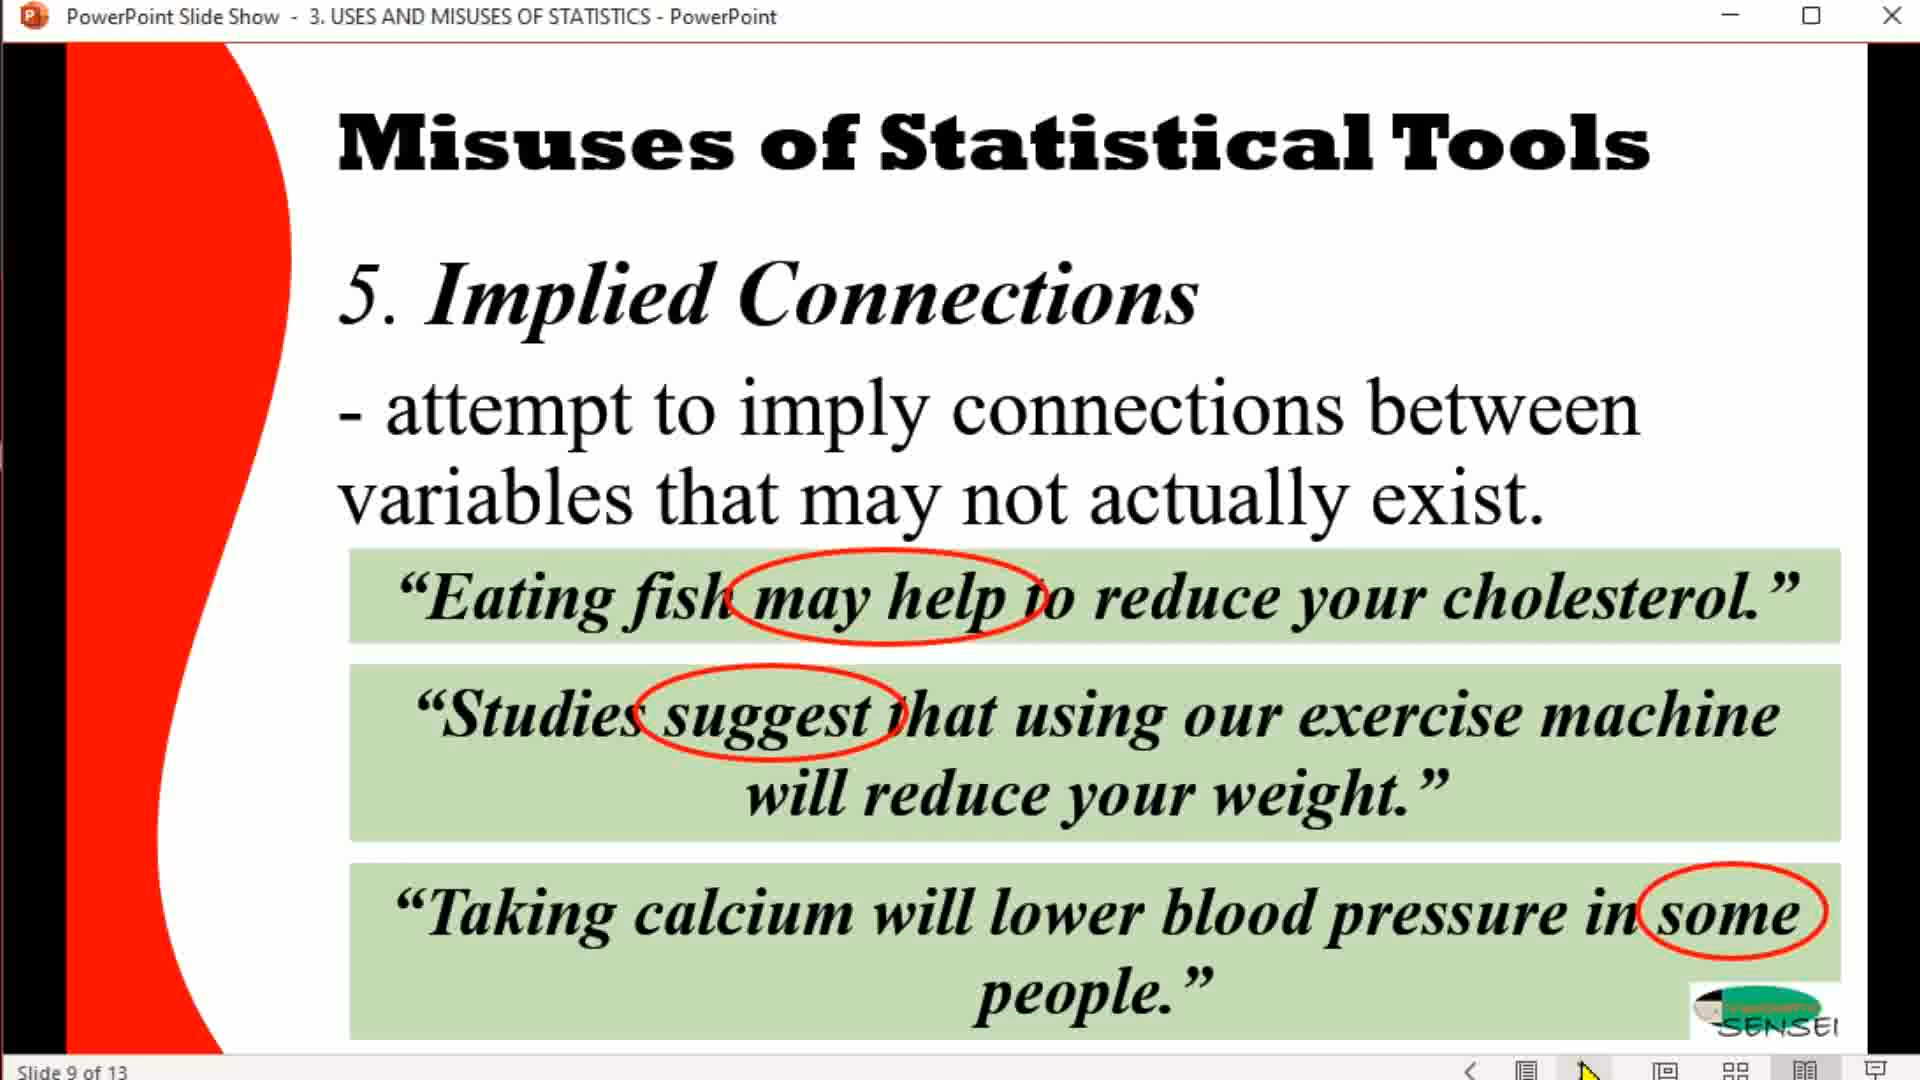 PowerPoint Slide Show - 3. USES AND MISUSES OF STATISTICS - PowerPoint
Misuses of Statistical Tools
5. Implied Connections
- attempt to imply connections between
variables that may not actually exist.
“Eating fish may help to reduce your cholesterol.”
“Studies suggest that using our exercise machine
will reduce your weight.”
“Taking calcium will lower blood pressure in some
people.”
SENSEI
Slide 9 of 13